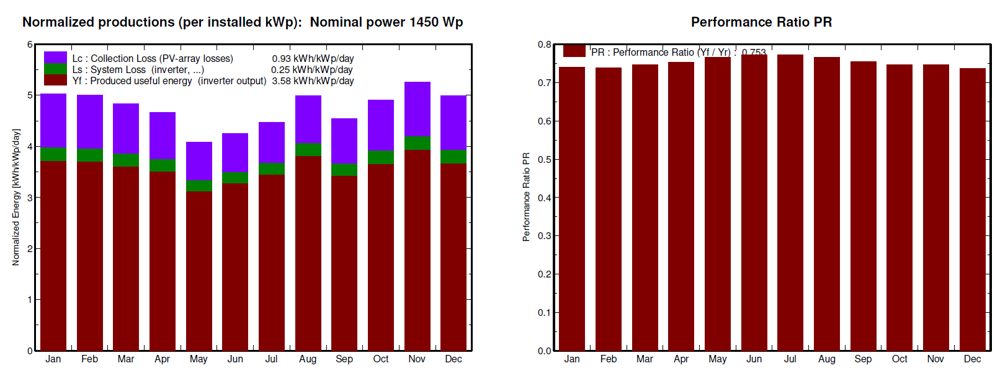 Normalized productions (per installed kWp): Nominal power 1450 Wp
6
Lc : Collection Loss (PV-array losses) 0.93 kWh/kWp/day
Ls : System Loss (inverter, ...) 0.25 kWh/kWp/day
Yf : Produced useful energy (inverter output) 3.58 kWh/kWp/day
5
4
3
2
1
0
Normalized Energy [kWh/kWp/day]
Jan Feb Mar Apr May Jun Jul Aug Sep Oct Nov Dec
Performance Ratio PR
0.8
PR : Performance Ratio (Yf / Yr) : 0.753
0.7
0.6
0.5
0.4
0.3
0.2
0.1
0.0
Performance Ratio PR
Jan Feb Mar Apr May Jun Jul Aug Sep Oct Nov Dec